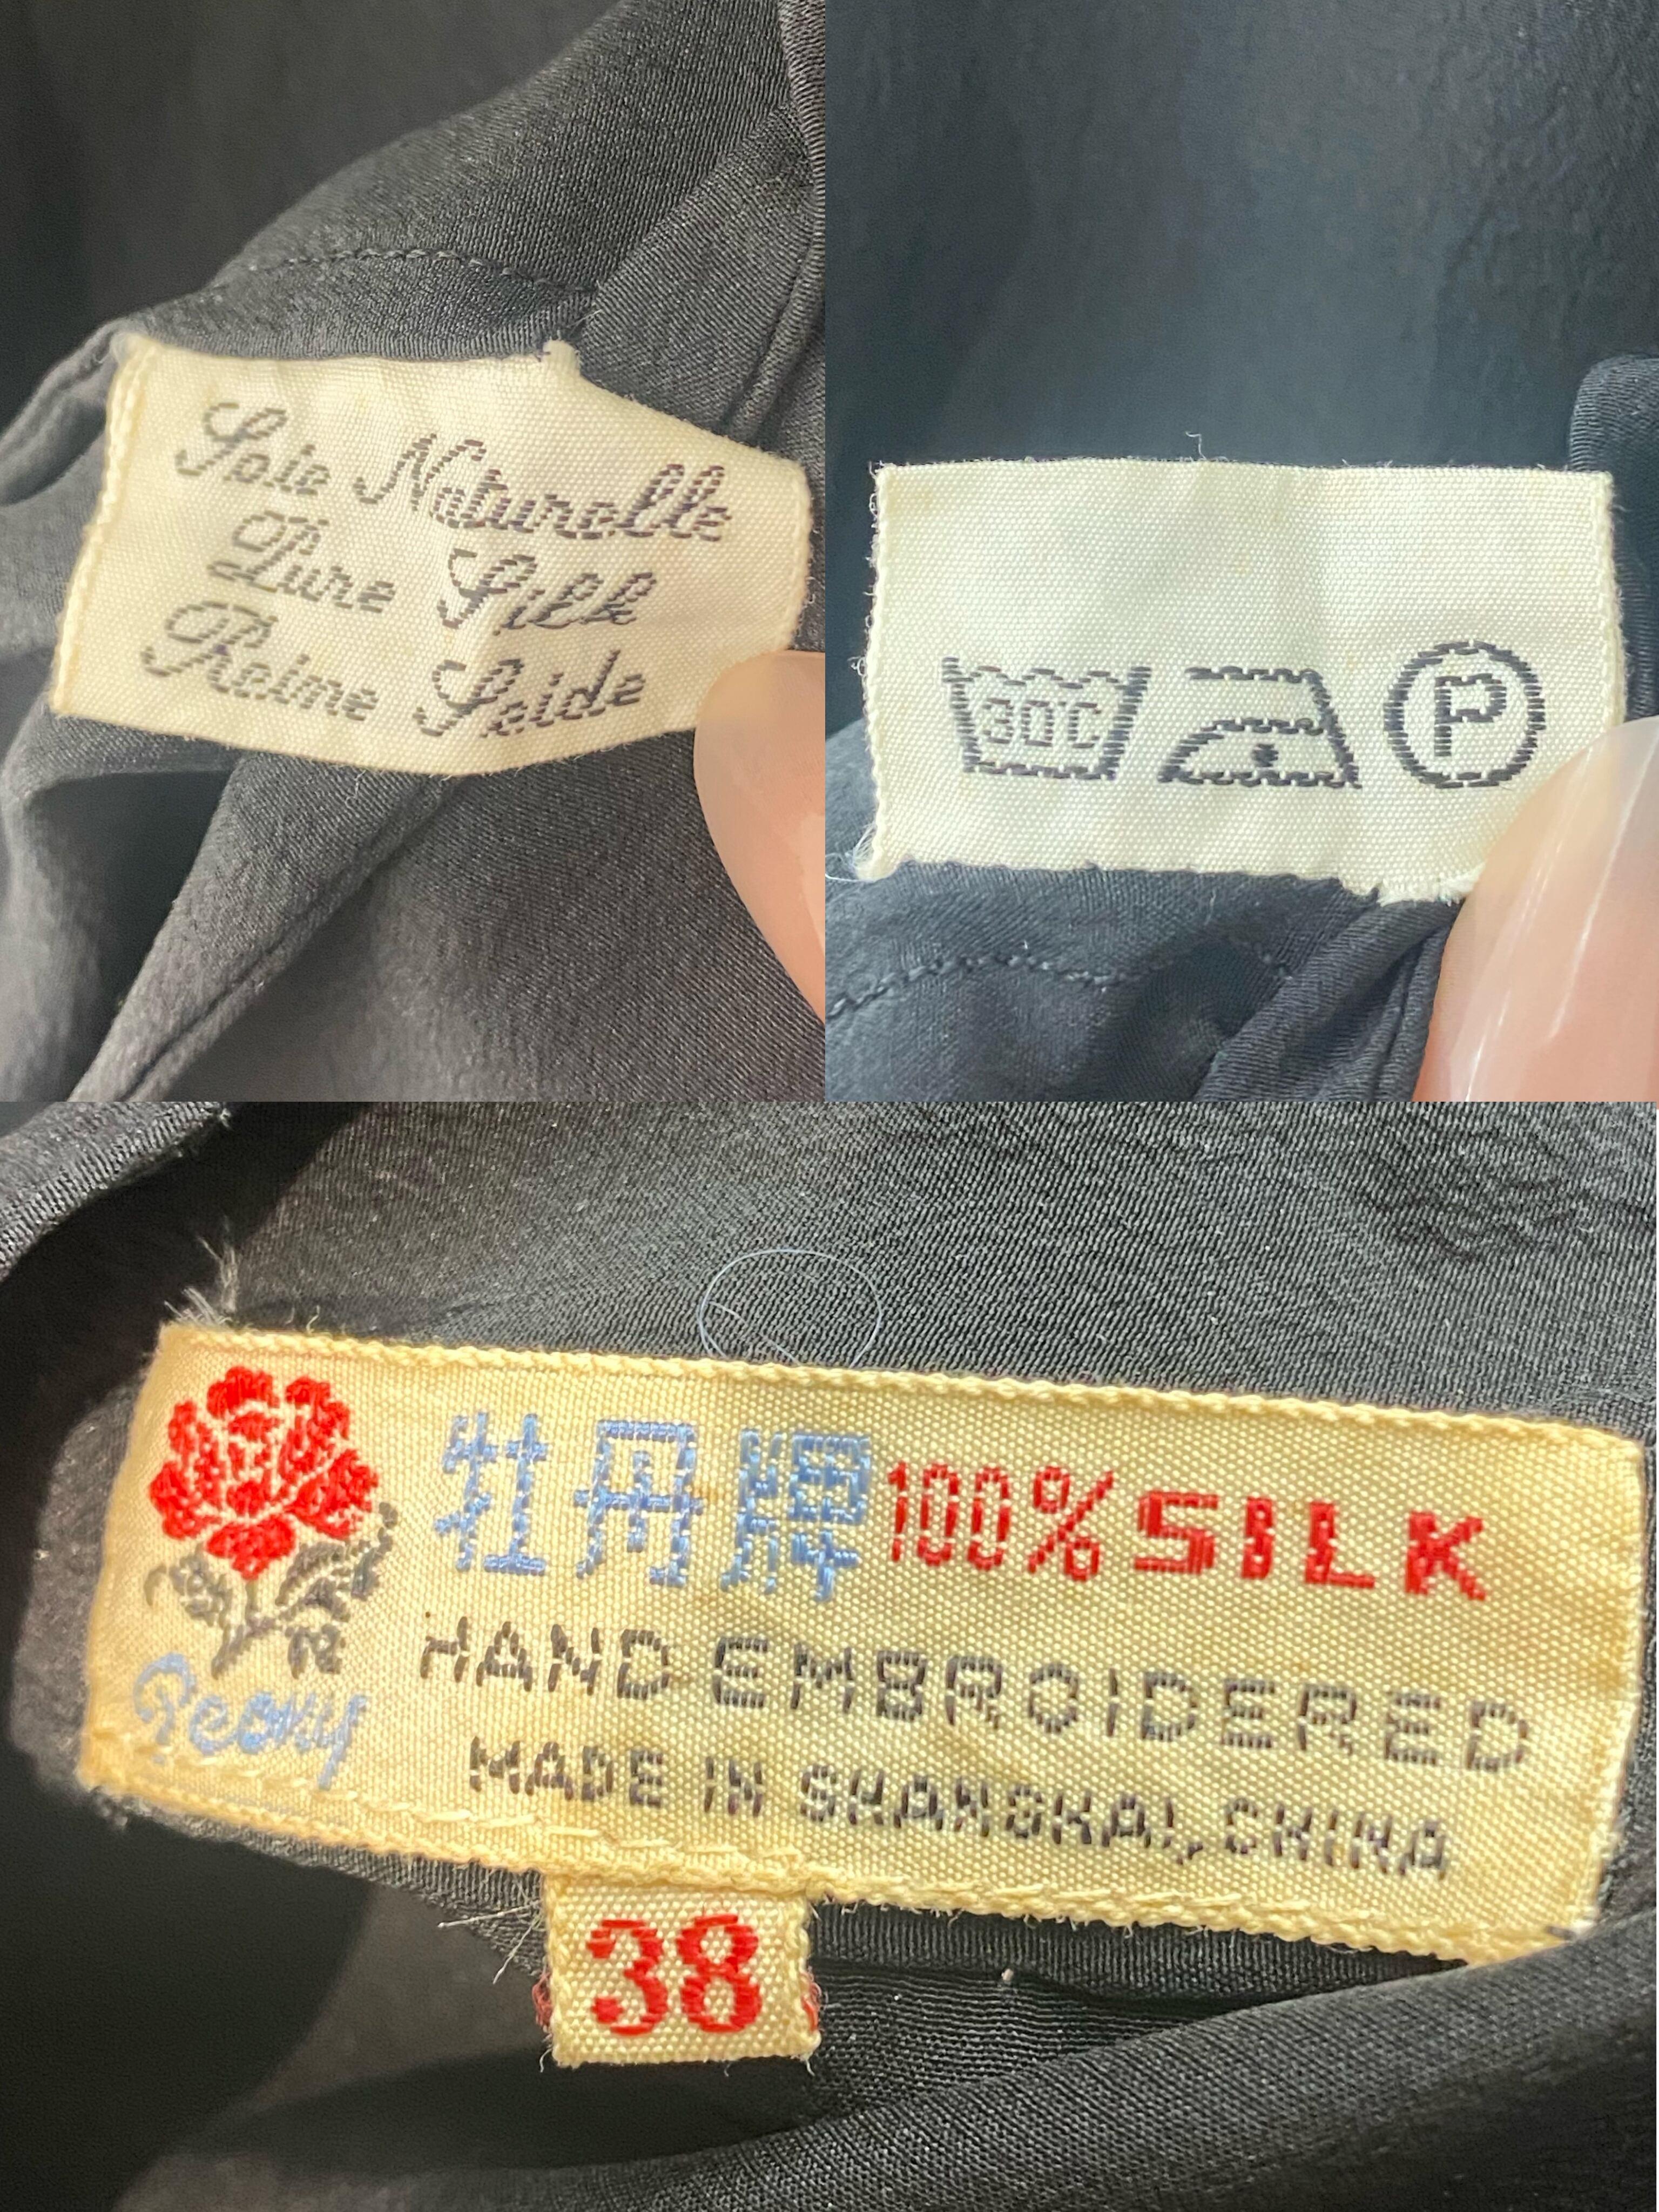 Soie Naturelle
Pure Silk
Reine Seide
30°C P
牡丹牌 100% SILK
HAND EMBROIDERED
Peony
MADE IN SHANGHAI, CHINA
38